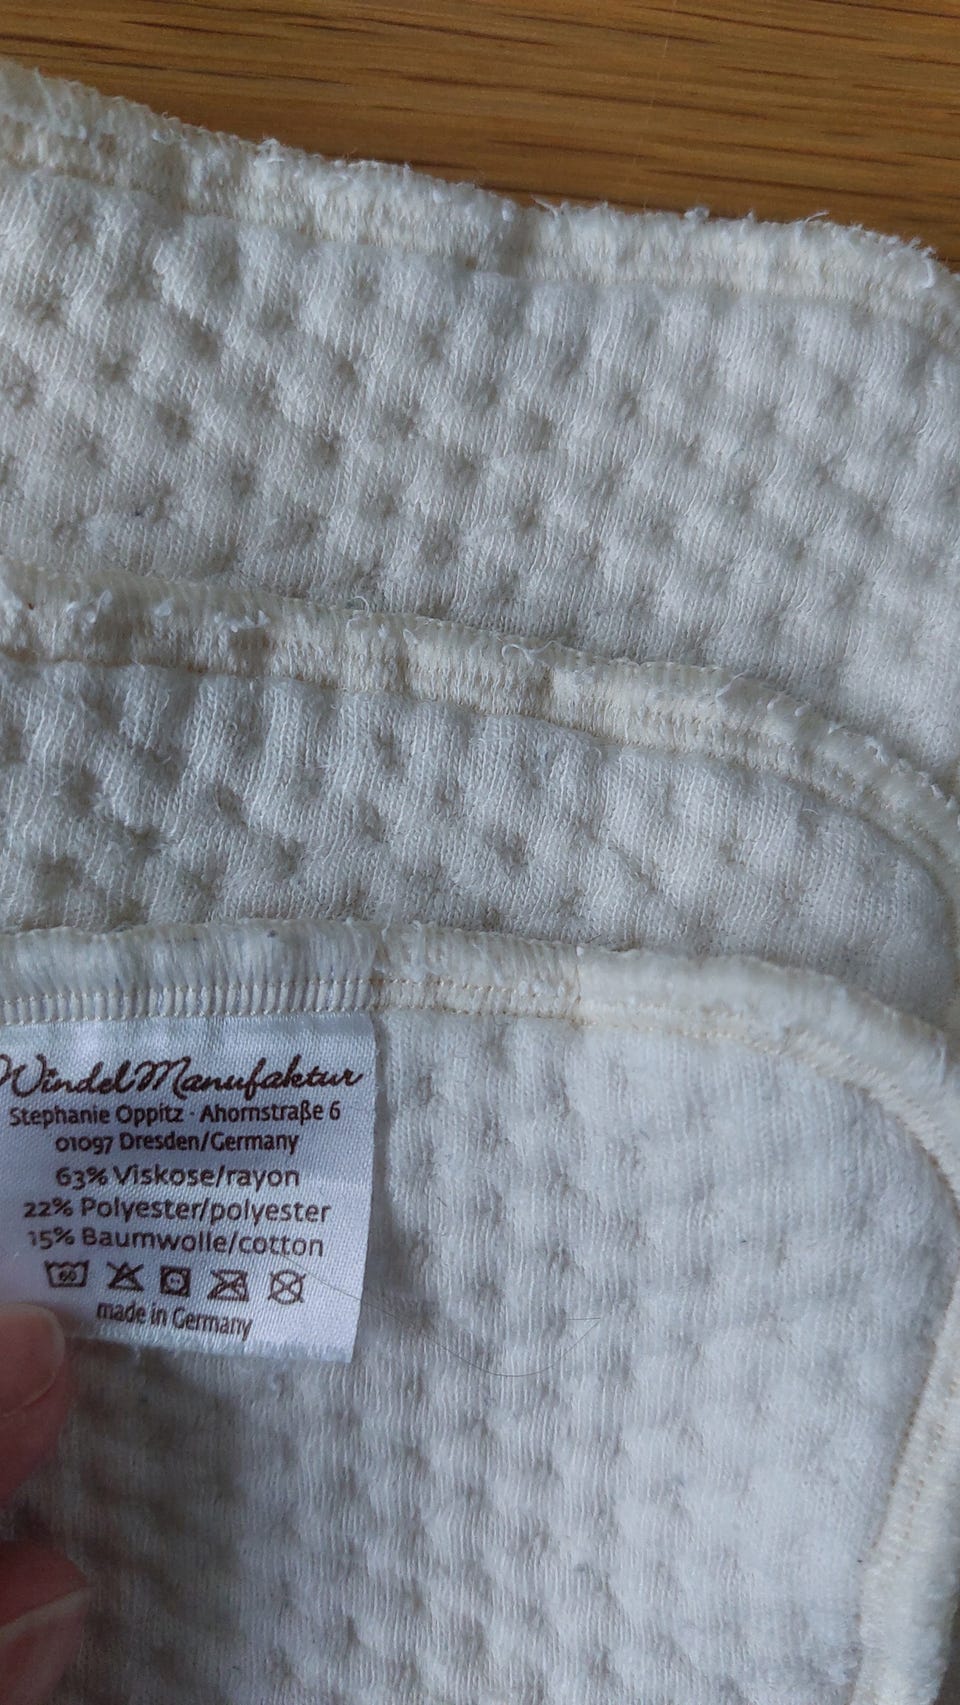 WindelManufaktur
Stephanie Oppitz · Ahornstraße 6
01097 Dresden/Germany
63% Viskose/rayon
22% Polyester/polyester
15% Baumwolle/cotton
60
made in Germany